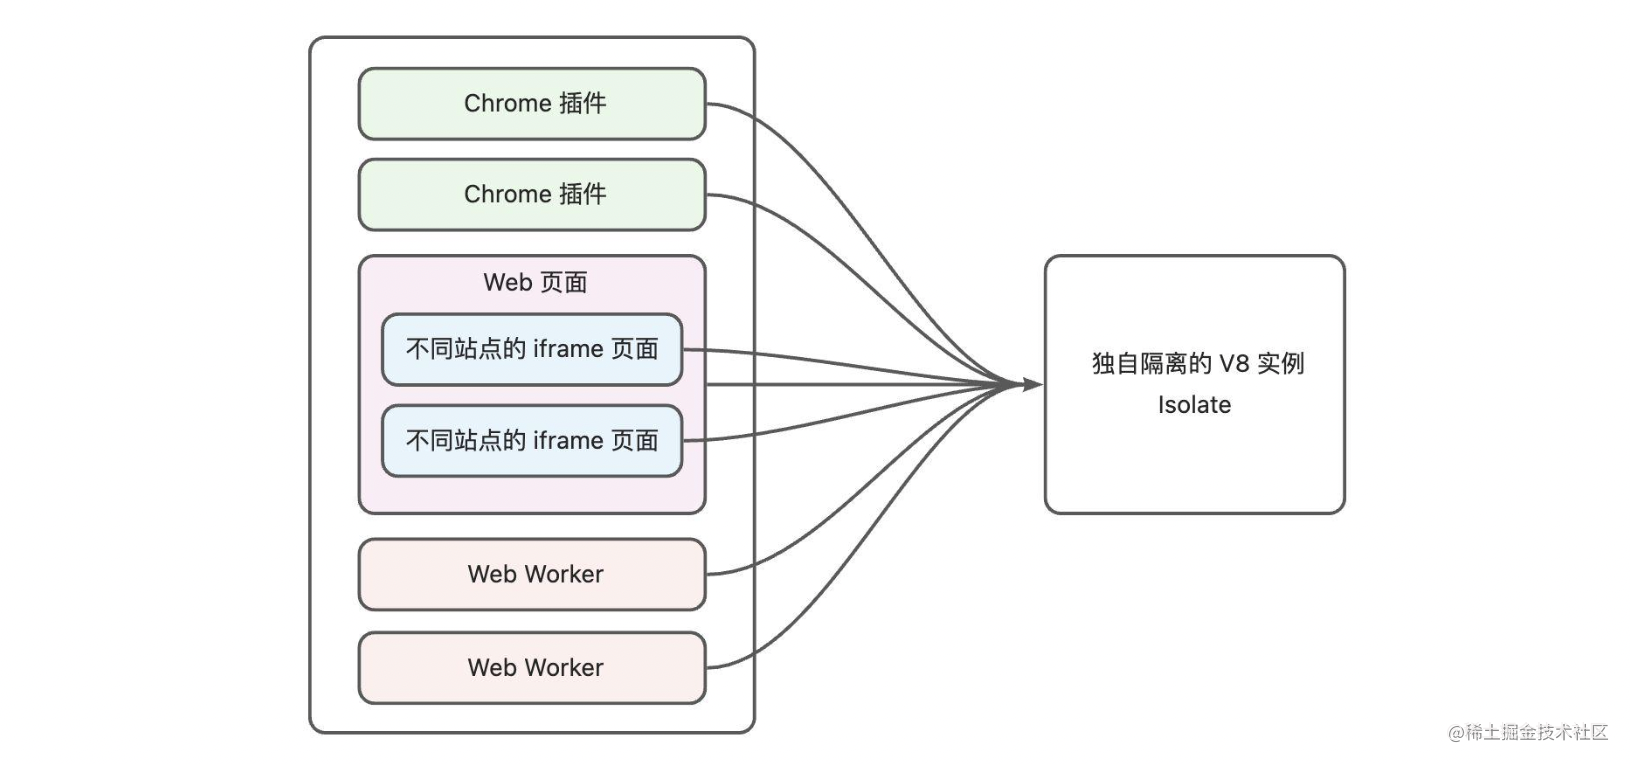 Chrome 插件
Chrome 插件
Web 页面
不同站点的 iframe 页面
不同站点的 iframe 页面
Web Worker
Web Worker
独自隔离的 V8 实例
Isolate
@稀土掘金技术社区